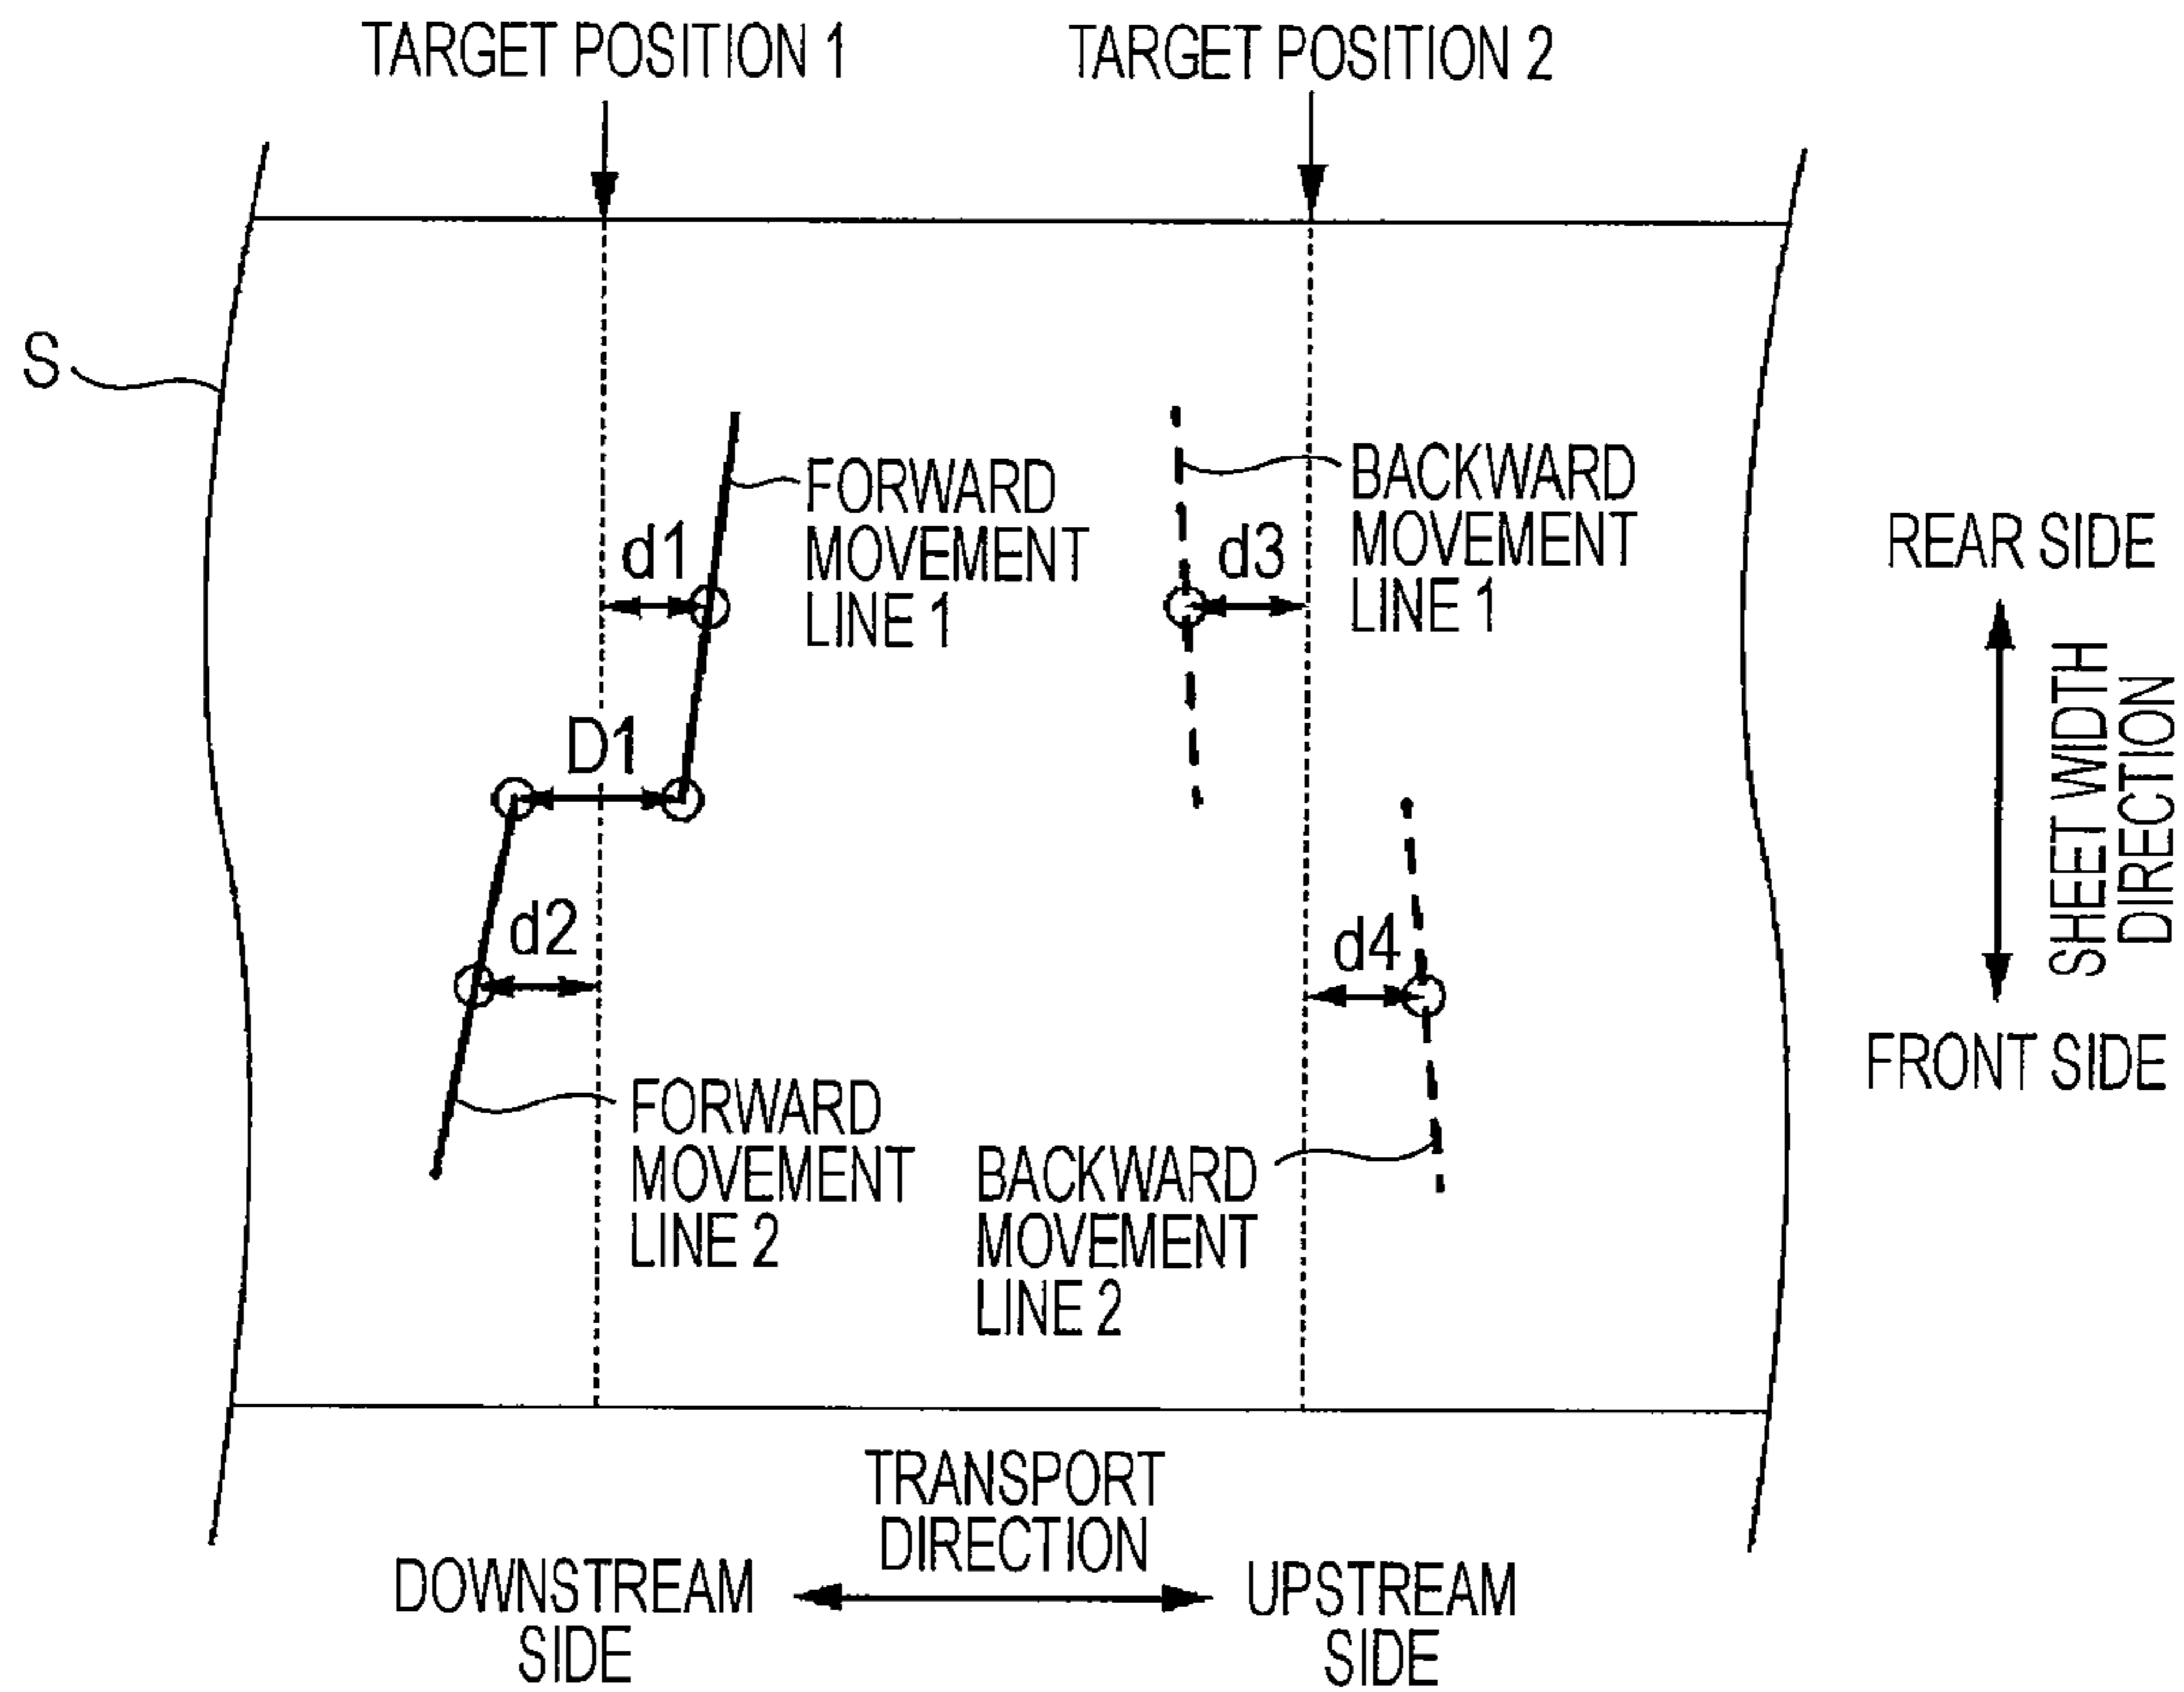 TARGET POSITION 1
TARGET POSITION 2
S
FORWARD
MOVEMENT
LINE 1
BACKWARD
MOVEMENT
LINE 1
d1
d3
D1
d2
d4
FORWARD
MOVEMENT
LINE 2
BACKWARD
MOVEMENT
LINE 2
REAR SIDE
SHEET WIDTH
DIRECTION
FRONT SIDE
TRANSPORT
DIRECTION
DOWNSTREAM
SIDE
UPSTREAM
SIDE